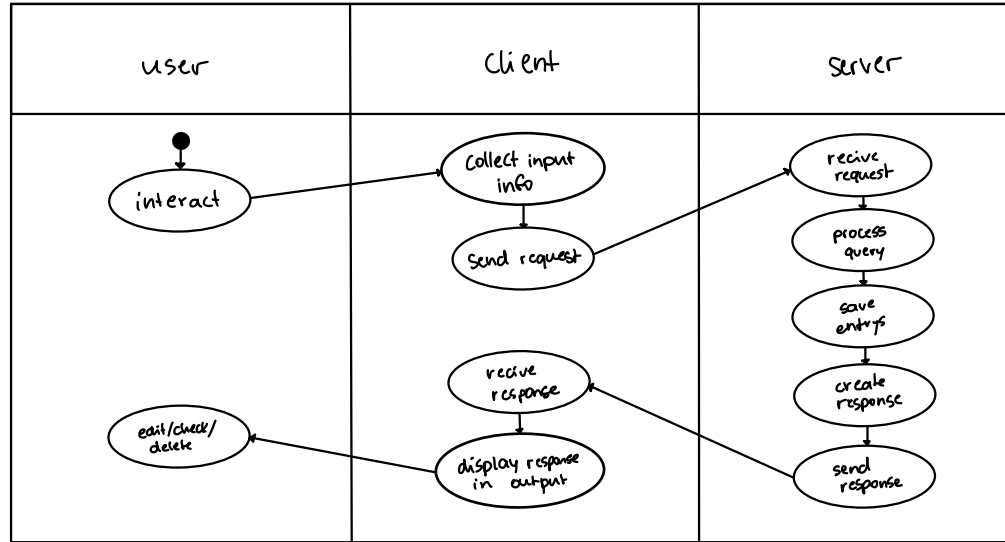 user
Client
server
interact
Collect input
info
Send request
recive
request
process
query
save
entrys
create
response
send
response
recive
response
display response
in output
edit/check/
delete